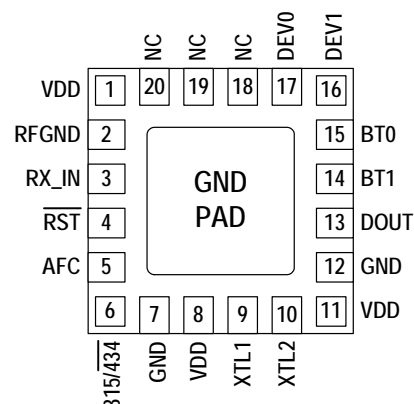 NC
NC
NC
DEV0
DEV1
VDD 1 20 19 18 17 16
RFGND 2 15 BT0
RX_IN 3 GND 14 BT1
RST 4 PAD 13 DOUT
AFC 5 12 GND
6 7 8 9 10 11 VDD
315/434
GND
VDD
XTL1
XTL2